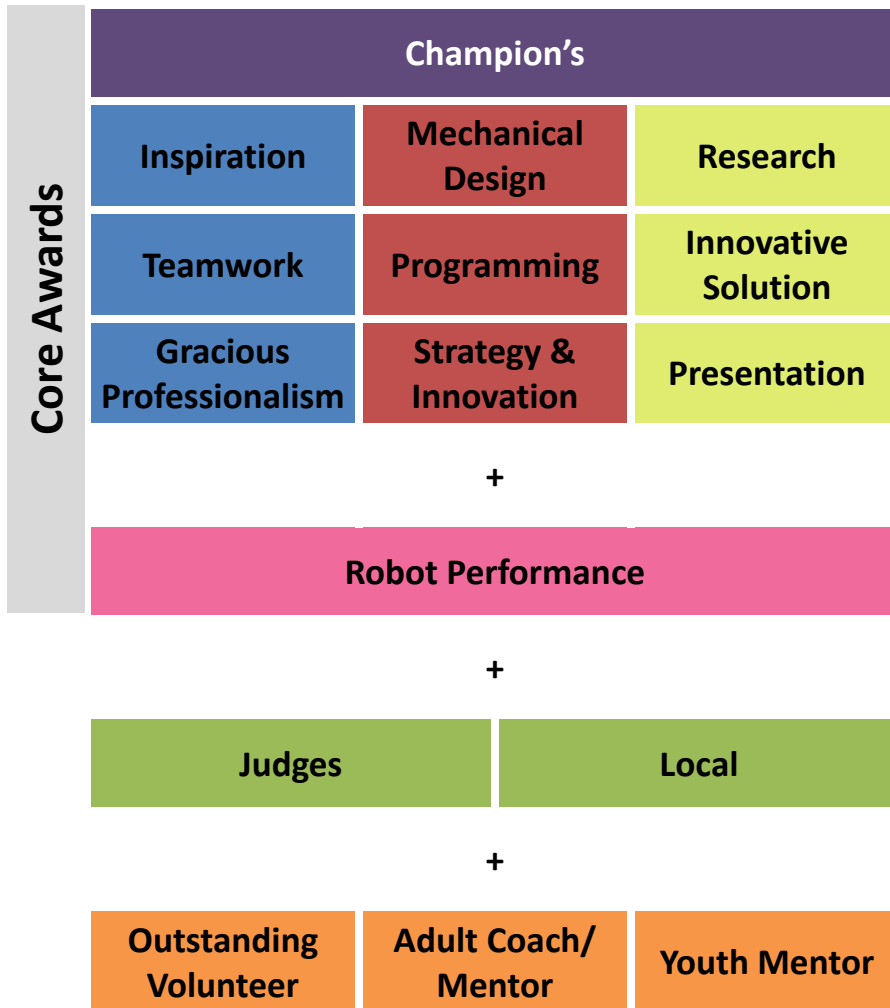 Core Awards
Champion's
Inspiration
Mechanical
Design
Research
Teamwork
Programming
Innovative
Solution
Gracious
Professionalism
Strategy &
Innovation
Presentation
+
Robot Performance
+
Judges
Local
+
Outstanding
Volunteer
Adult Coach/
Mentor
Youth Mentor